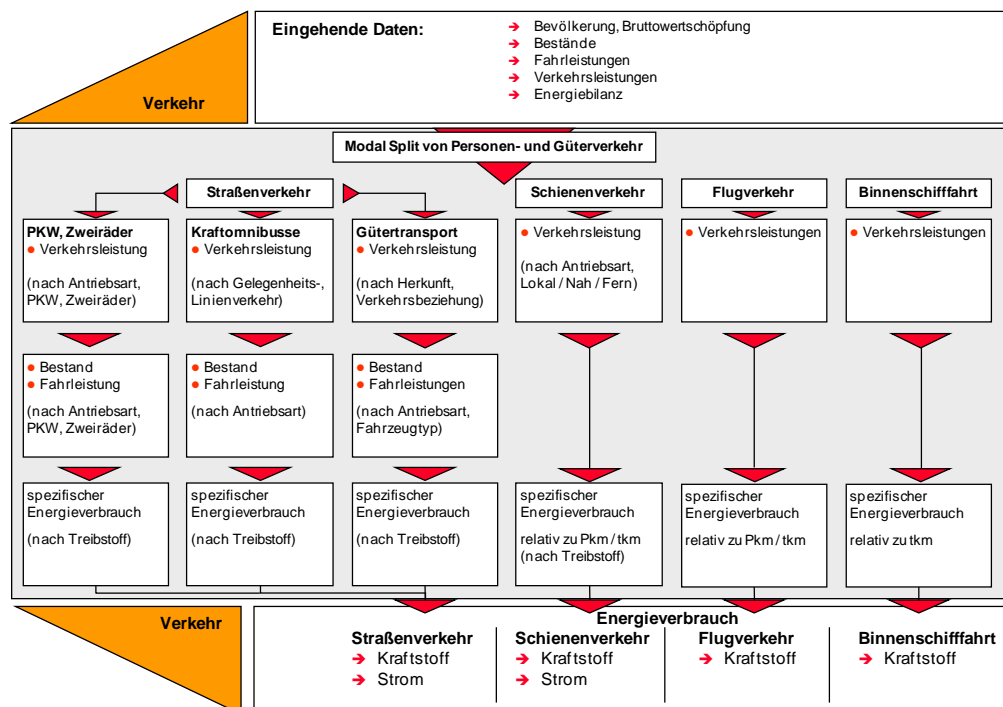 Eingehende Daten:
Bevölkerung, Bruttowertschöpfung
Bestände
Fahrleistungen
Verkehrsleistungen
Energiebilanz
Verkehr
Modal Split von Personen- und Güterverkehr
Straßenverkehr
Schienenverkehr
Flugverkehr
Binnenschifffahrt
PKW, Zweiräder
Verkehrsleistung
(nach Antriebsart,
PKW, Zweiräder)
Kraftomnibusse
Verkehrsleistung
(nach Gelegenheits-,
Linienverkehr)
Gütertransport
Verkehrsleistung
(nach Herkunft,
Verkehrsbeziehung)
Verkehrsleistung
(nach Antriebsart,
Lokal / Nah / Fern)
Verkehrsleistungen
Verkehrsleistungen
Bestand
Fahrleistung
(nach Antriebsart,
PKW, Zweiräder)
Bestand
Fahrleistung
(nach Antriebsart)
Bestand
Fahrleistungen
(nach Antriebsart,
Fahrzeugtyp)
spezifischer
Energieverbrauch
(nach Treibstoff)
spezifischer
Energieverbrauch
(nach Treibstoff)
spezifischer
Energieverbrauch
(nach Treibstoff)
spezifischer
Energieverbrauch
relativ zu Pkm / tkm
(nach Treibstoff)
spezifischer
Energieverbrauch
relativ zu Pkm / tkm
spezifischer
Energieverbrauch
relativ zu tkm
Verkehr
Energieverbrauch
Straßenverkehr
Kraftstoff
Strom
Schienenverkehr
Kraftstoff
Strom
Flugverkehr
Kraftstoff
Binnenschifffahrt
Kraftstoff